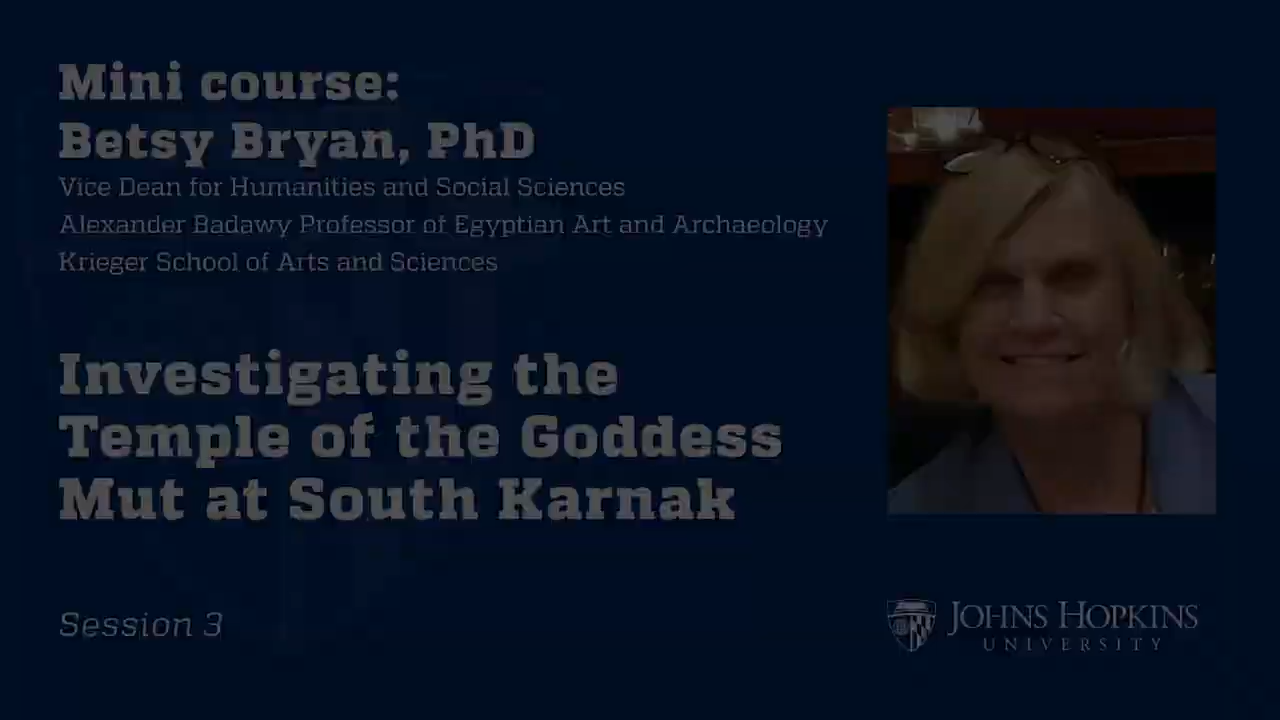 Mini course:
Betsy Bryan, PhD
Vice Dean for Humanities and Social Sciences
Alexander Badawy Professor of Egyptian Art and Archaeology
Krieger School of Arts and Sciences
Investigating the
Temple of the Goddess
Mut at South Karnak
Session 3
JOHNS HOPKINS
UNIVERSITY